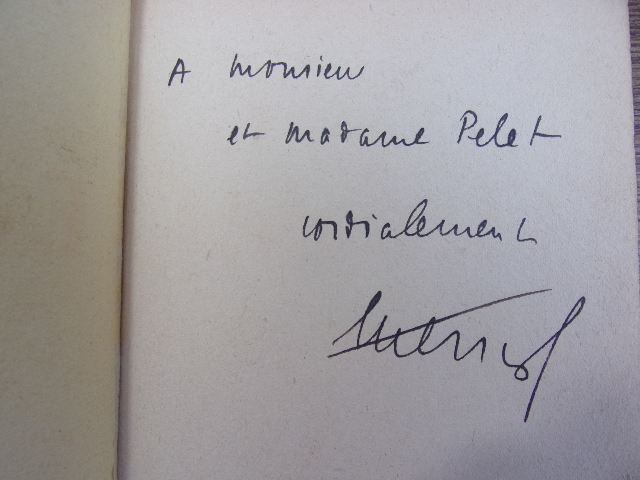 A monsieur
et madame Pelet
cordialement